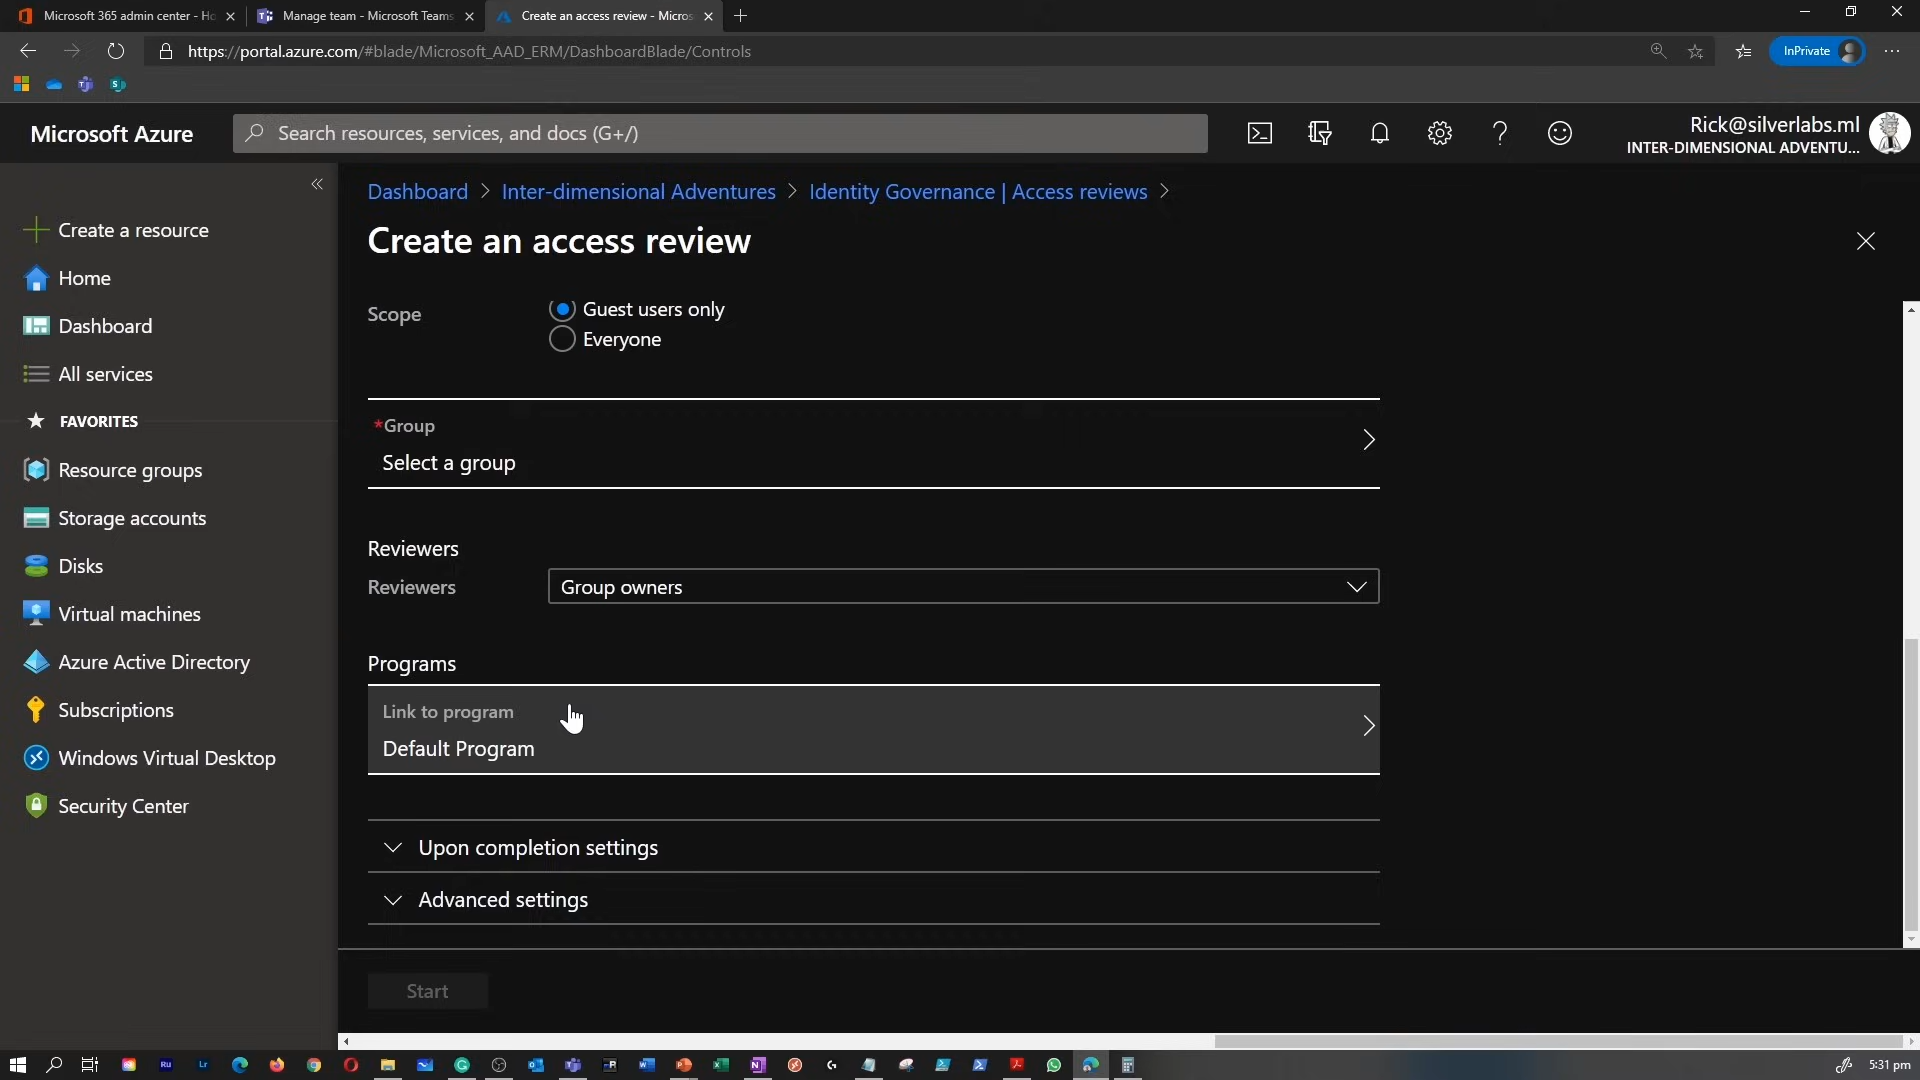 Microsoft 365 admin center - Ho
Manage team - Microsoft Teams
Create an access review - Micros
https://portal.azure.com/#blade/Microsoft_AAD_ERM/DashboardBlade/Controls
InPrivate
Microsoft Azure
Search resources, services, and docs (G+/)
Rick@silverlabs.ml
INTER-DIMENSIONAL ADVENTU...
Dashboard > Inter-dimensional Adventures > Identity Governance | Access reviews >
Create an access review
Create a resource
Home
Dashboard
All services
FAVORITES
Resource groups
Storage accounts
Disks
Virtual machines
Azure Active Directory
Subscriptions
Windows Virtual Desktop
Security Center
Scope
Guest users only
Everyone
*Group
Select a group
Reviewers
Reviewers
Group owners
Programs
Link to program
Default Program
Upon completion settings
Advanced settings
Start
5:31 pm